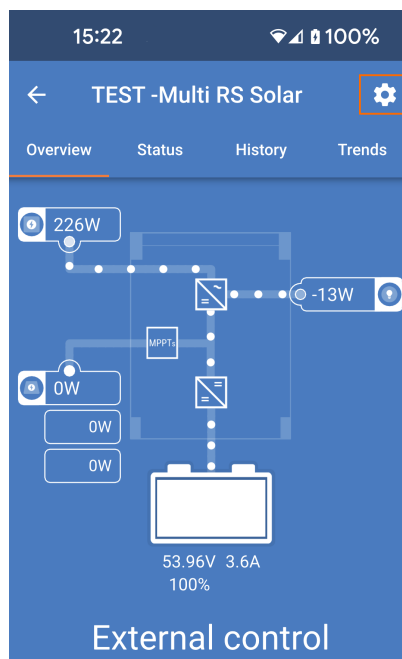 15:22 100%
TEST -Multi RS Solar
Overview Status History Trends
226W
-13W
MPPTs
0W
0W
0W
53.96V 3.6A
100%
External control